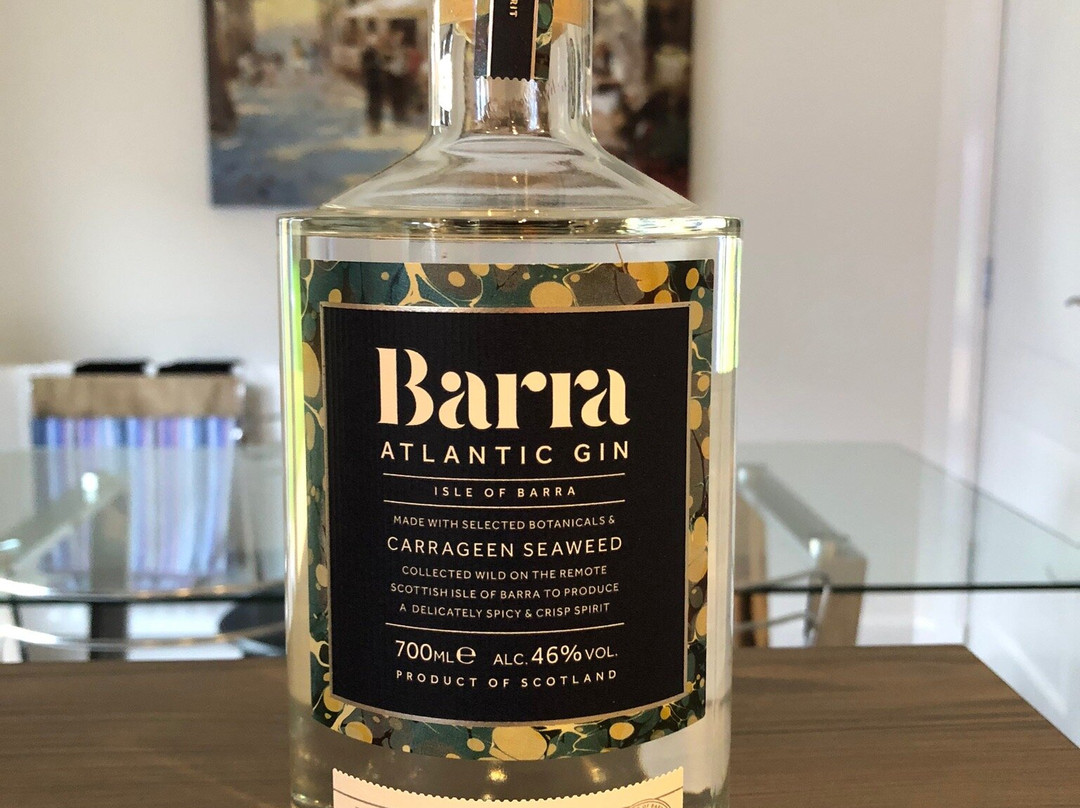 RIT
Barra
ATLANTIC GIN
ISLE OF BARRA
MADE WITH SELECTED BOTANICALS &
CARRAGEEN SEAWEED
COLLECTED WILD ON THE REMOTE
SCOTTISH ISLE OF BARRA TO PRODUCE
A DELICATELY SPICY & CRISP SPIRIT
700ML℮ ALC. 46% VOL.
PRODUCT OF SCOTLAND